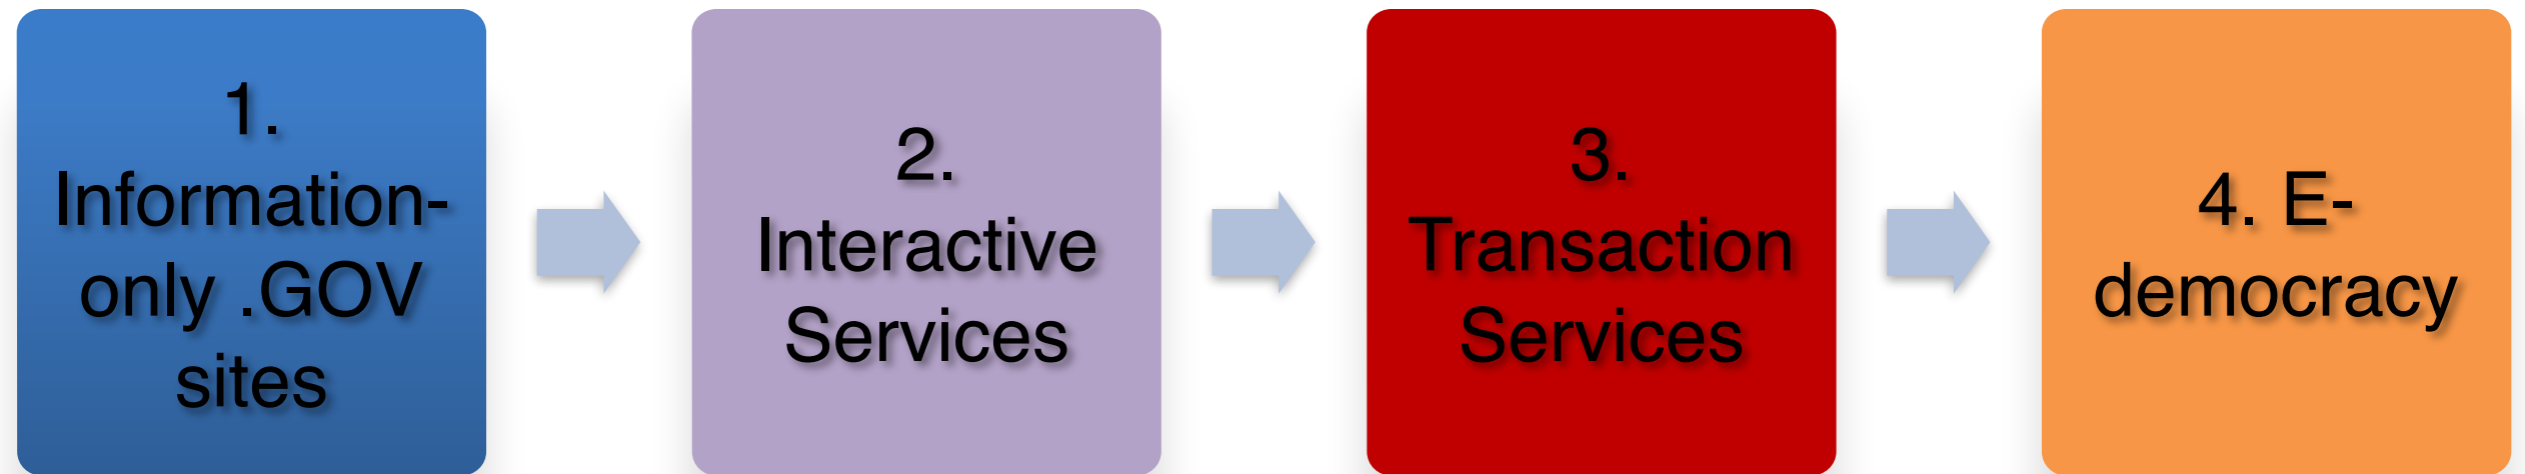 1.
Information-
only .GOV
sites
2.
Interactive
Services
3.
Transaction
Services
4. E-
democracy